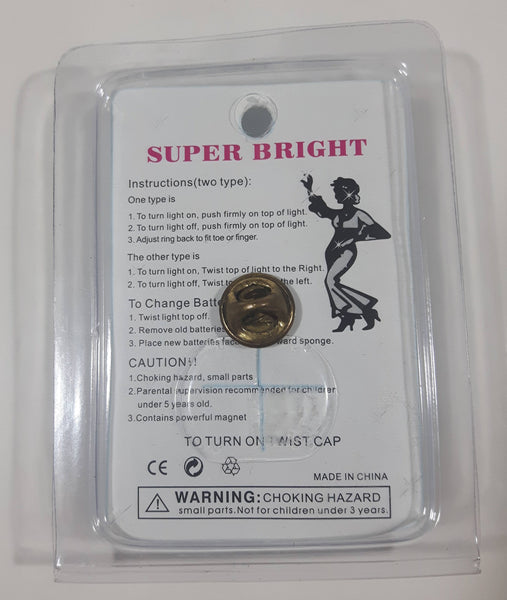 SUPER BRIGHT
Instructions(two type):
One type is
1. To turn light on, push firmly on top of light.
2. To turn light off, push firmly on top of light.
3. Adjust ring back to fit toe or finger.
The other type is
1. To turn light on, Twist top of light to the Right.
2. To turn light off, Twist the left.
To Change
1. Twist light top off.
2. Remove old batteries
3. Place new batteries sponge.
CAUTION!!
1.Choking hazard, small parts
2.Parental supervision recommended for children
under 5 years old.
3.Contains powerful magnet
TO TURN ON TWIST CAP
CE
MADE IN CHINA
WARNING: CHOKING HAZARD
small parts.Not for children under 3 years.